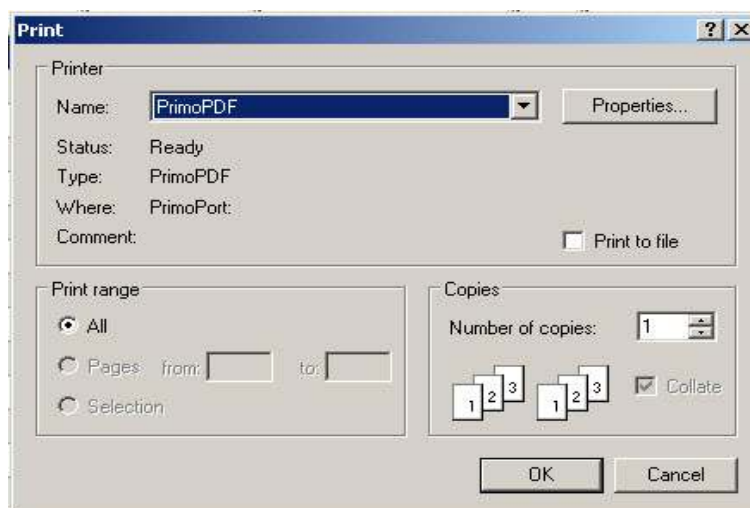 Print
Printer
Name: PrimoPDF Properties...
Status: Ready
Type: PrimoPDF
Where: PrimoPort:
Comment: Print to file
Print range
All
Pages from: to:
Selection
Copies
Number of copies: 1
1 2 3 1 2 3 Collate
OK Cancel